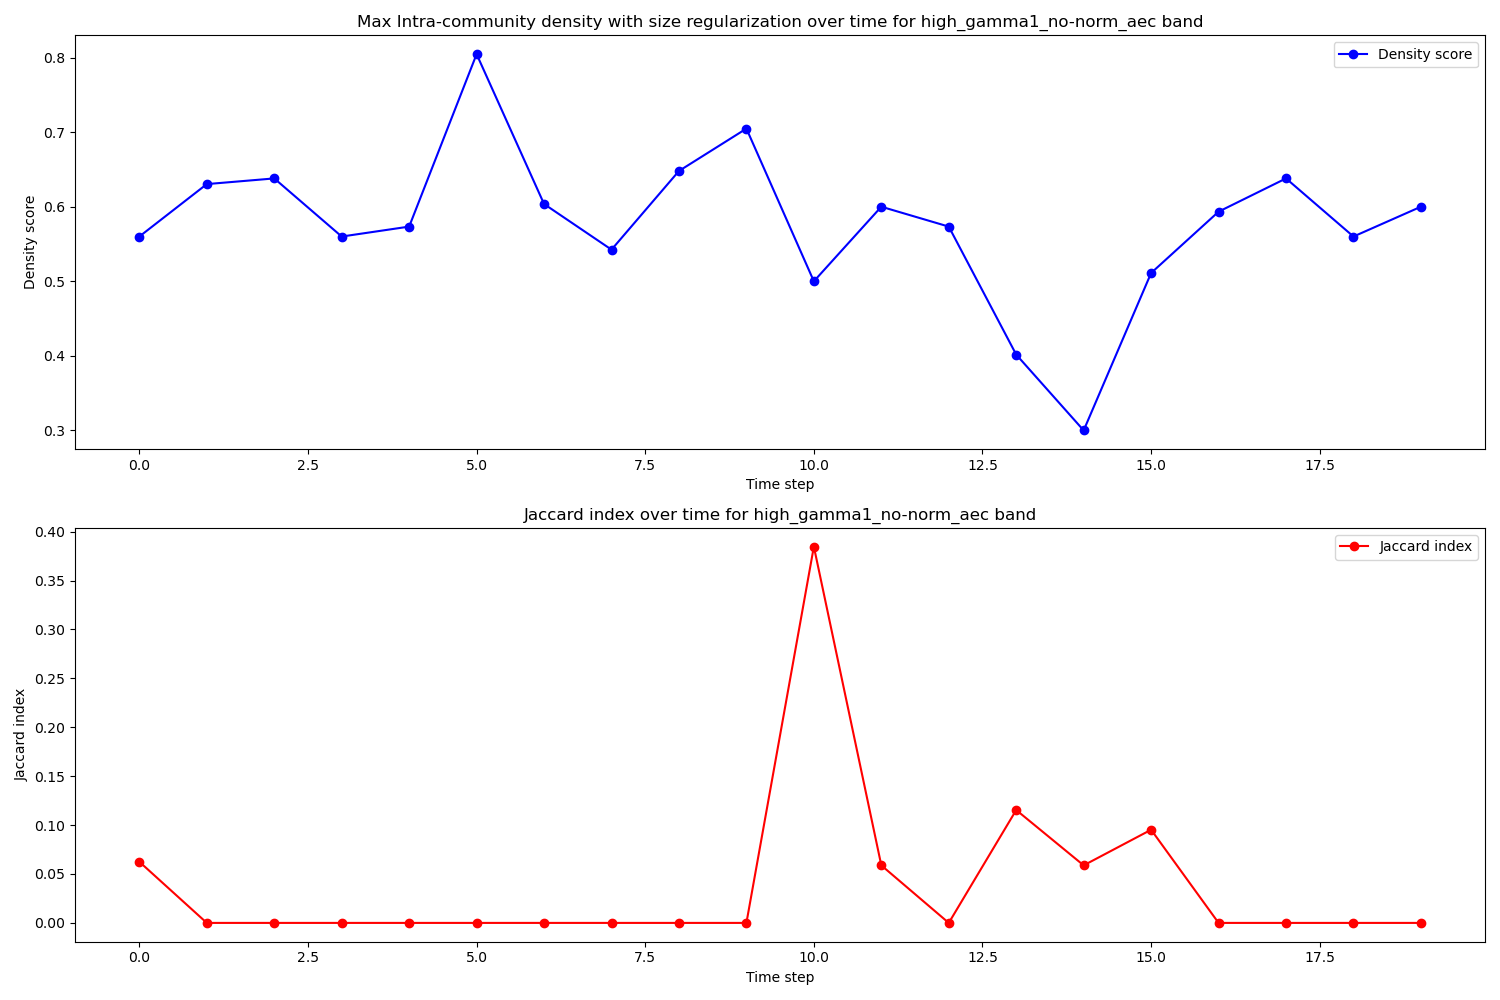 Max Intra-community density with size regularization over time for high_gamma1_no-norm_aec band
Density score
0.8
0.7
0.6
0.5
0.4
0.3
Density score
0.0 2.5 5.0 7.5 10.0 12.5 15.0 17.5
Time step
Jaccard index over time for high_gamma1_no-norm_aec band
Jaccard index
0.40
0.35
0.30
0.25
0.20
0.15
0.10
0.05
0.00
Jaccard index
0.0 2.5 5.0 7.5 10.0 12.5 15.0 17.5
Time step